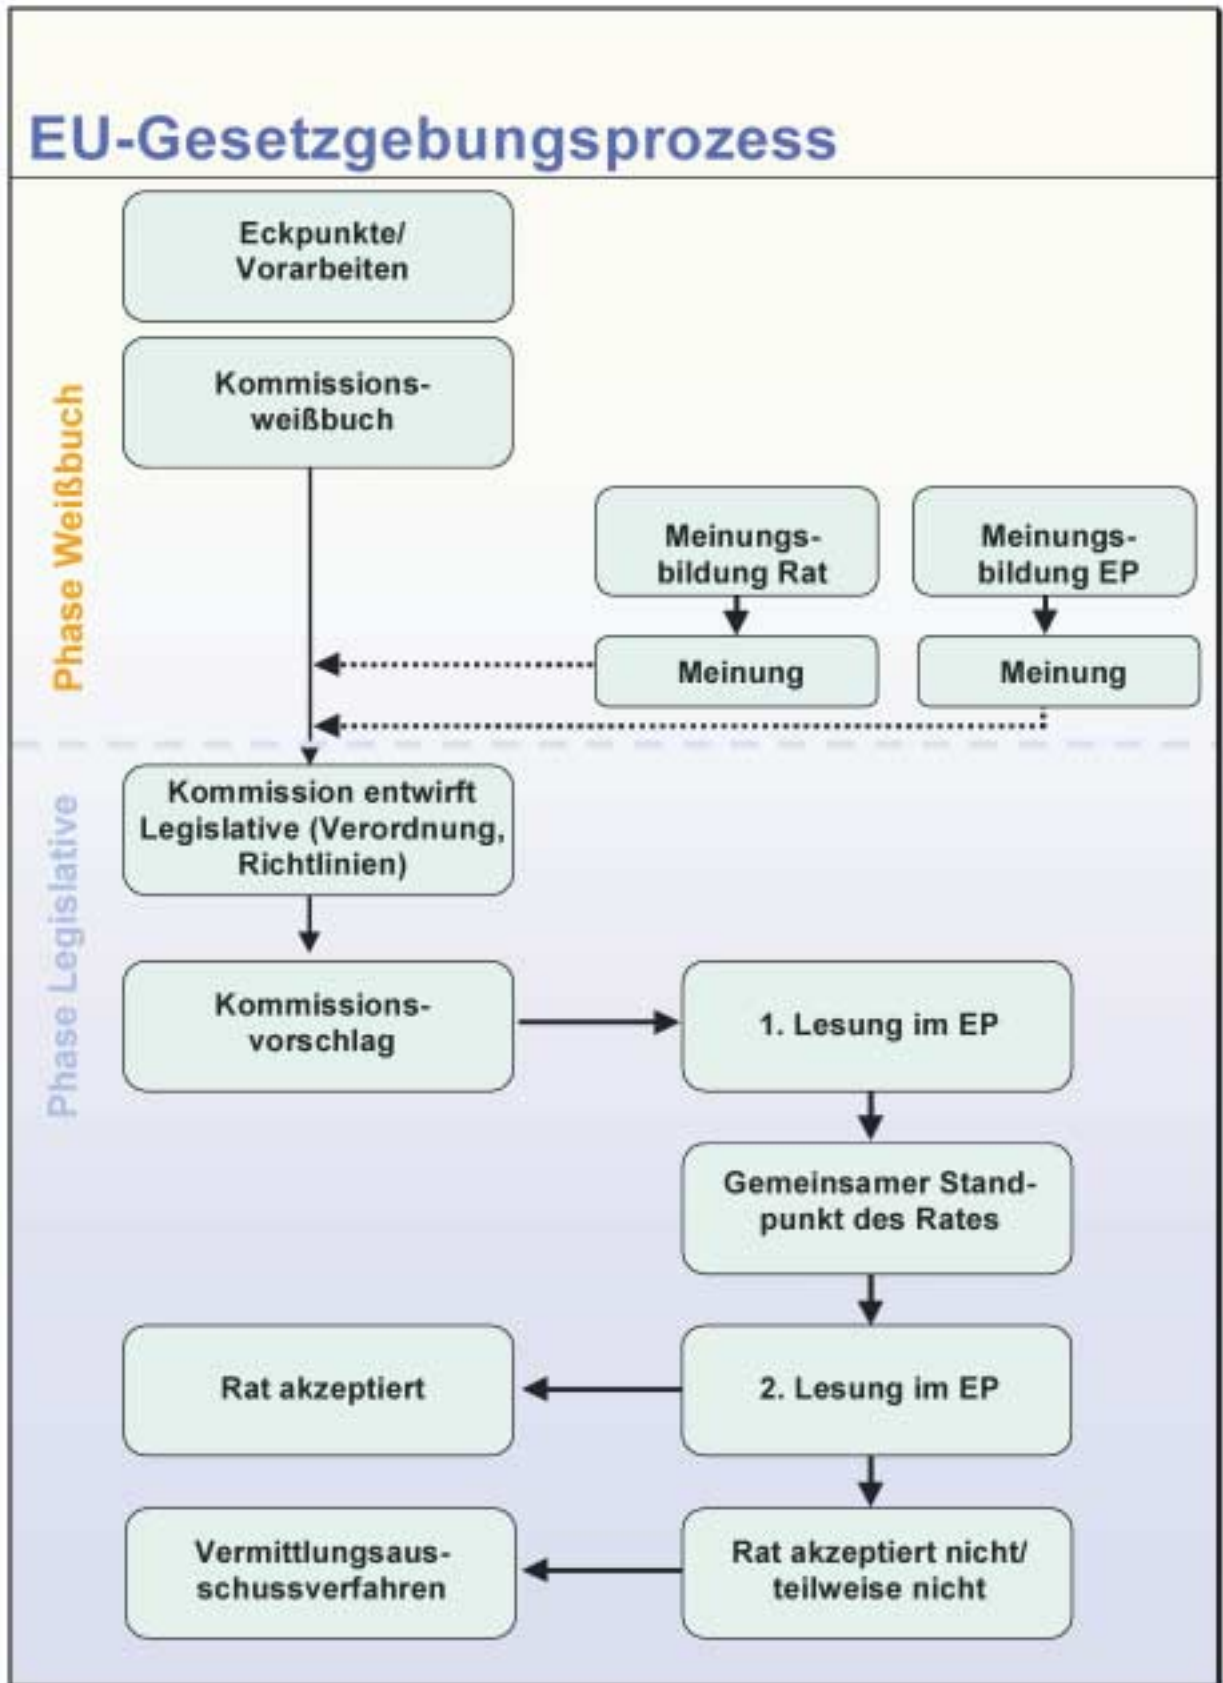 EU-Gesetzgebungsprozess
Phase Weißbuch
Eckpunkte/
Vorarbeiten
Kommissions-
weißbuch
Meinungs-
bildung Rat
Meinungs-
bildung EP
Meinung
Meinung
Phase Legislative
Kommission entwirft
Legislative (Verordnung,
Richtlinien)
Kommissions-
vorschlag
1. Lesung im EP
Gemeinsamer Stand-
punkt des Rates
Rat akzeptiert
2. Lesung im EP
Vermittlungsaus-
schussverfahren
Rat akzeptiert nicht/
teilweise nicht